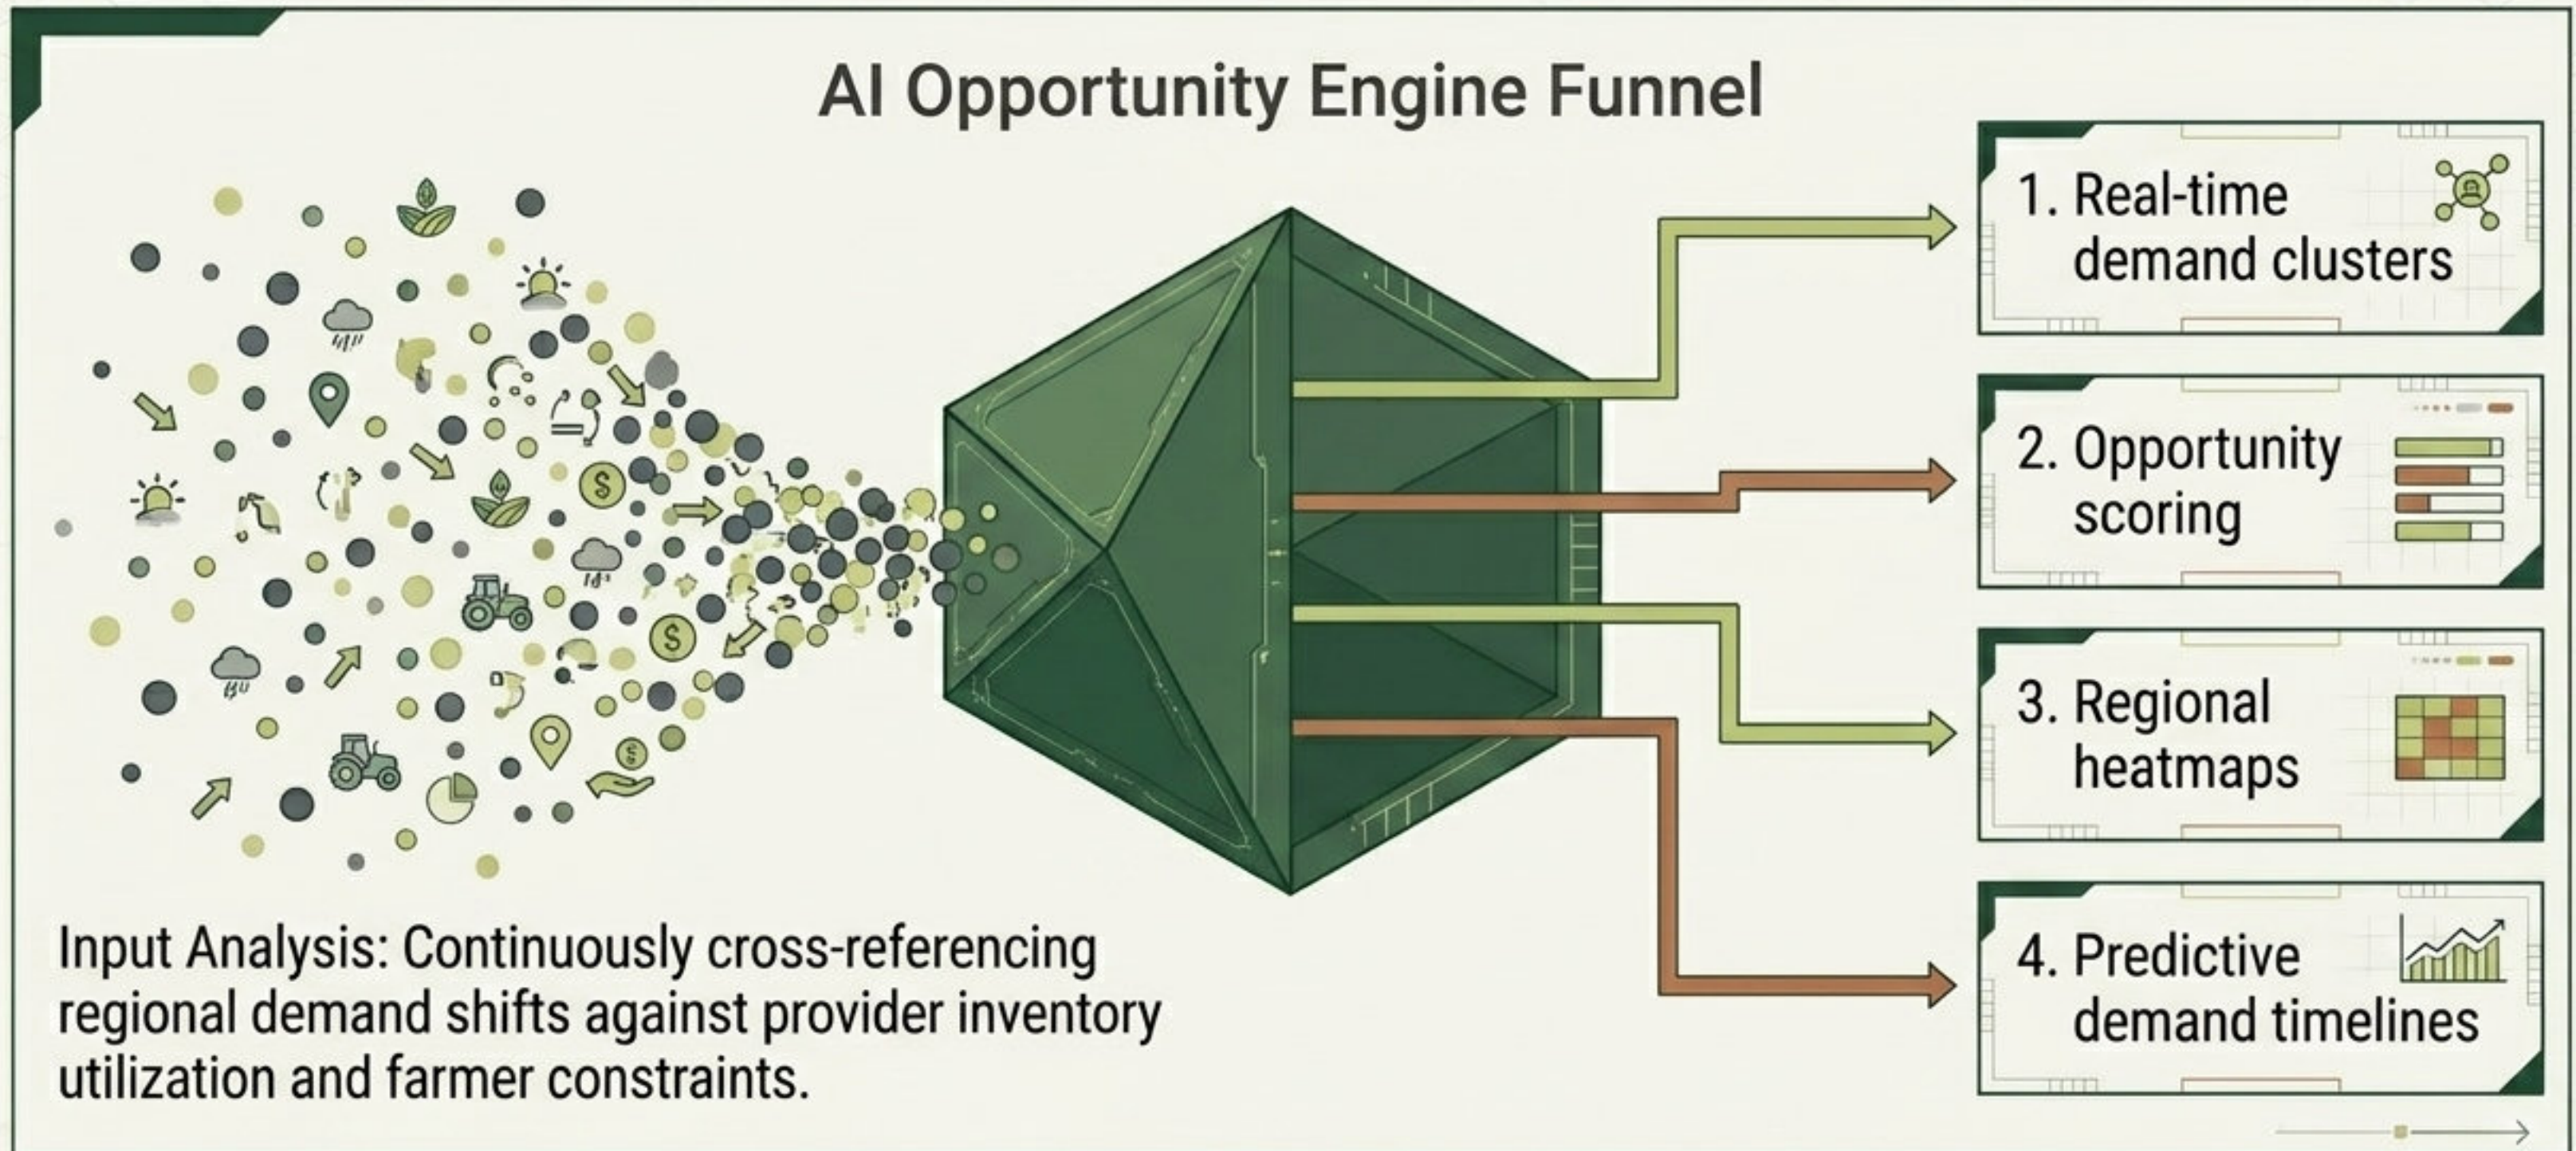 AI Opportunity Engine Funnel
1. Real-time
demand clusters
2. Opportunity
scoring
3. Regional
heatmaps
4. Predictive
demand timelines
Input Analysis: Continuously cross-referencing
regional demand shifts against provider inventory
utilization and farmer constraints.